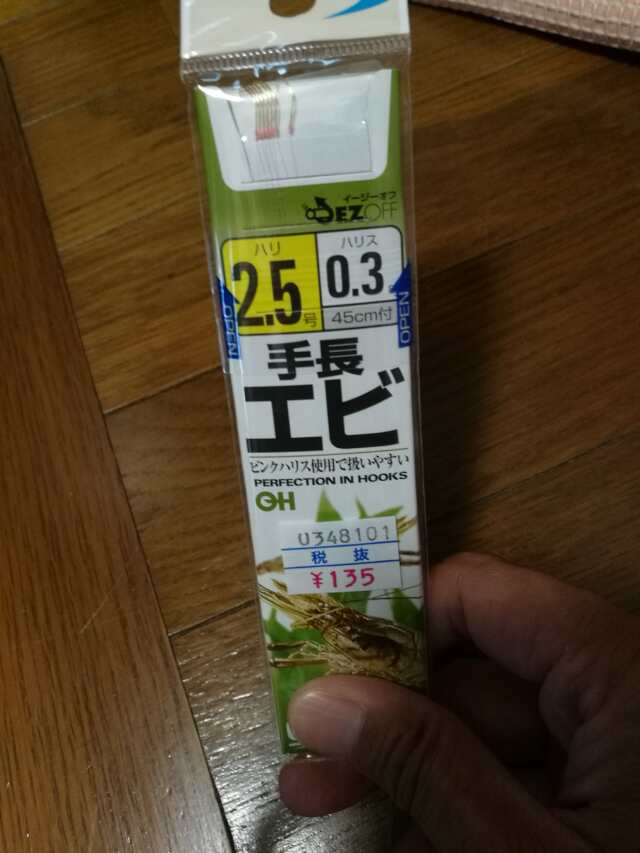 イージーオフ
EZOFF
ハリ
2.5号
ハリス
0.3
45cm付
OPEN
OPEN
手長
エビ
ピンクハリス使用で扱いやすい
PERFECTION IN HOOKS
OH
0348101
税抜
¥135